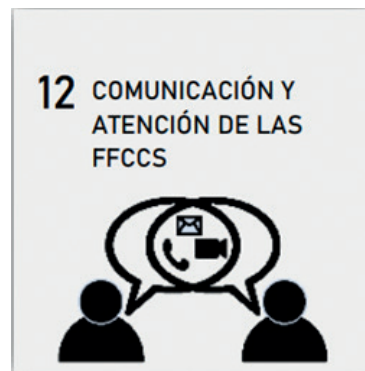 12 COMUNICACIÓN Y
ATENCIÓN DE LAS
FFCCS